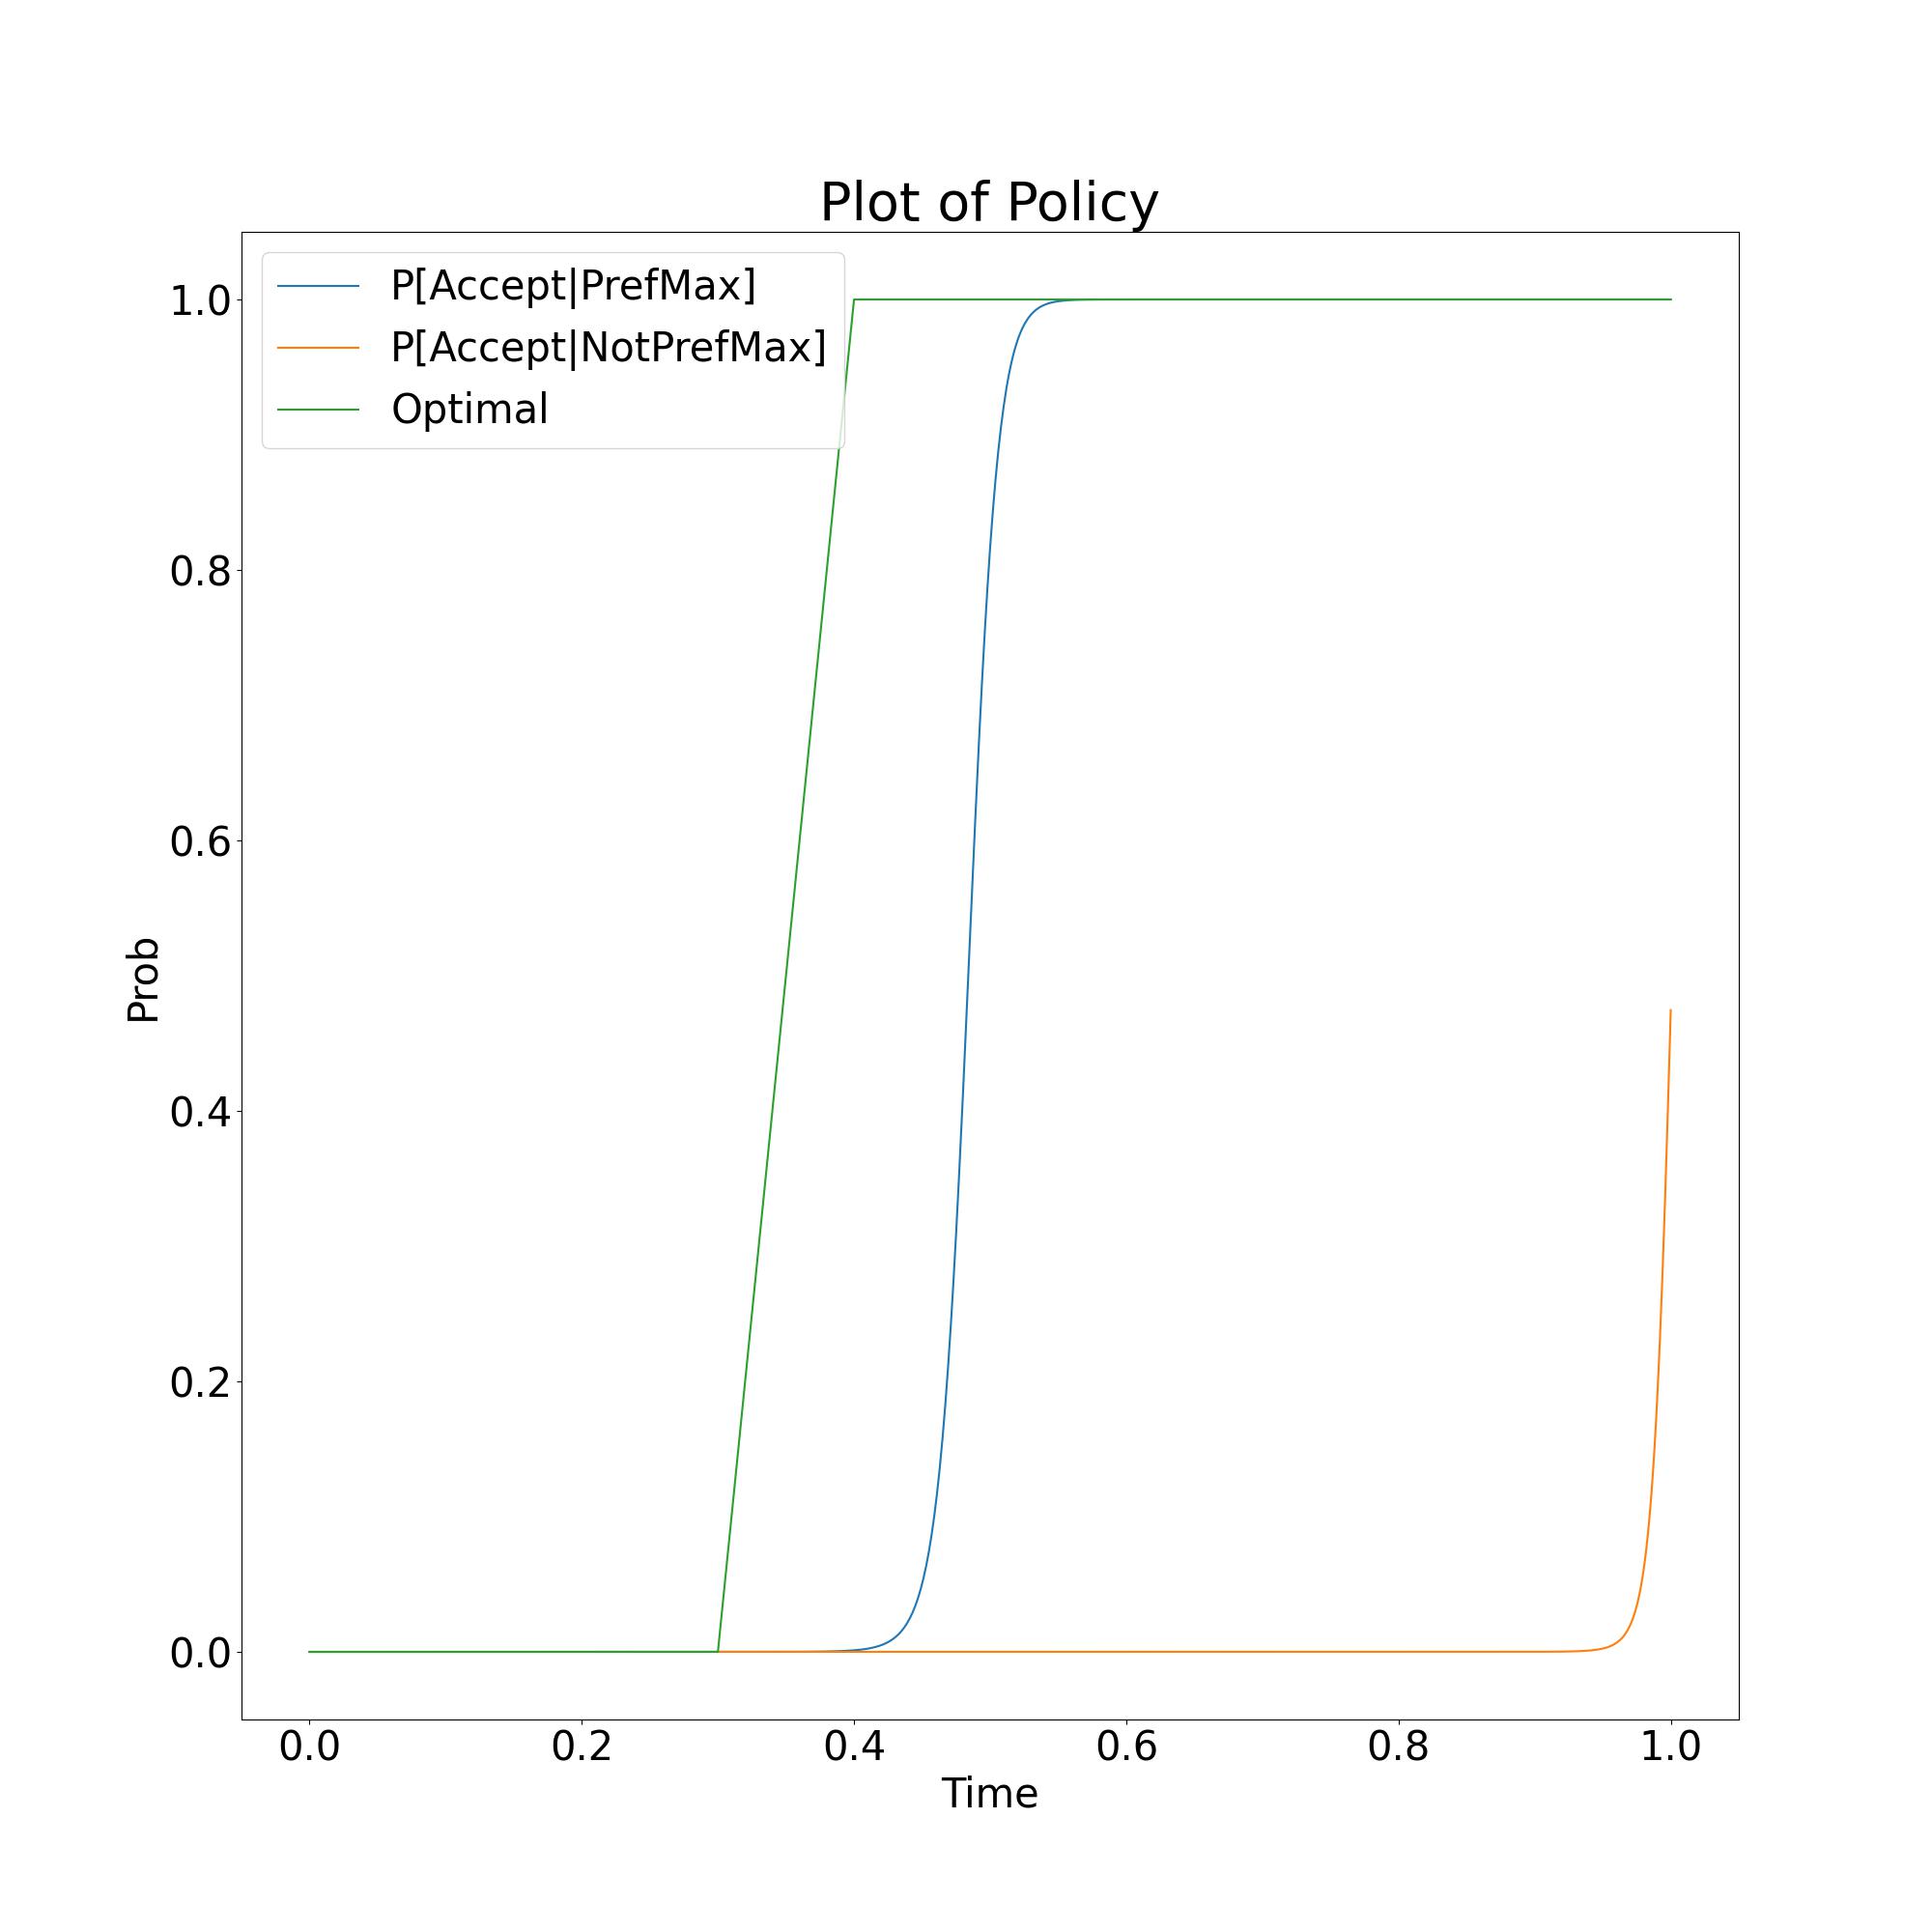 Plot of Policy
P[Accept|PrefMax]
P[Accept|NotPrefMax]
Optimal
1.0
0.8
0.6
0.4
0.2
0.0
Prob
0.0 0.2 0.4 0.6 0.8 1.0
Time